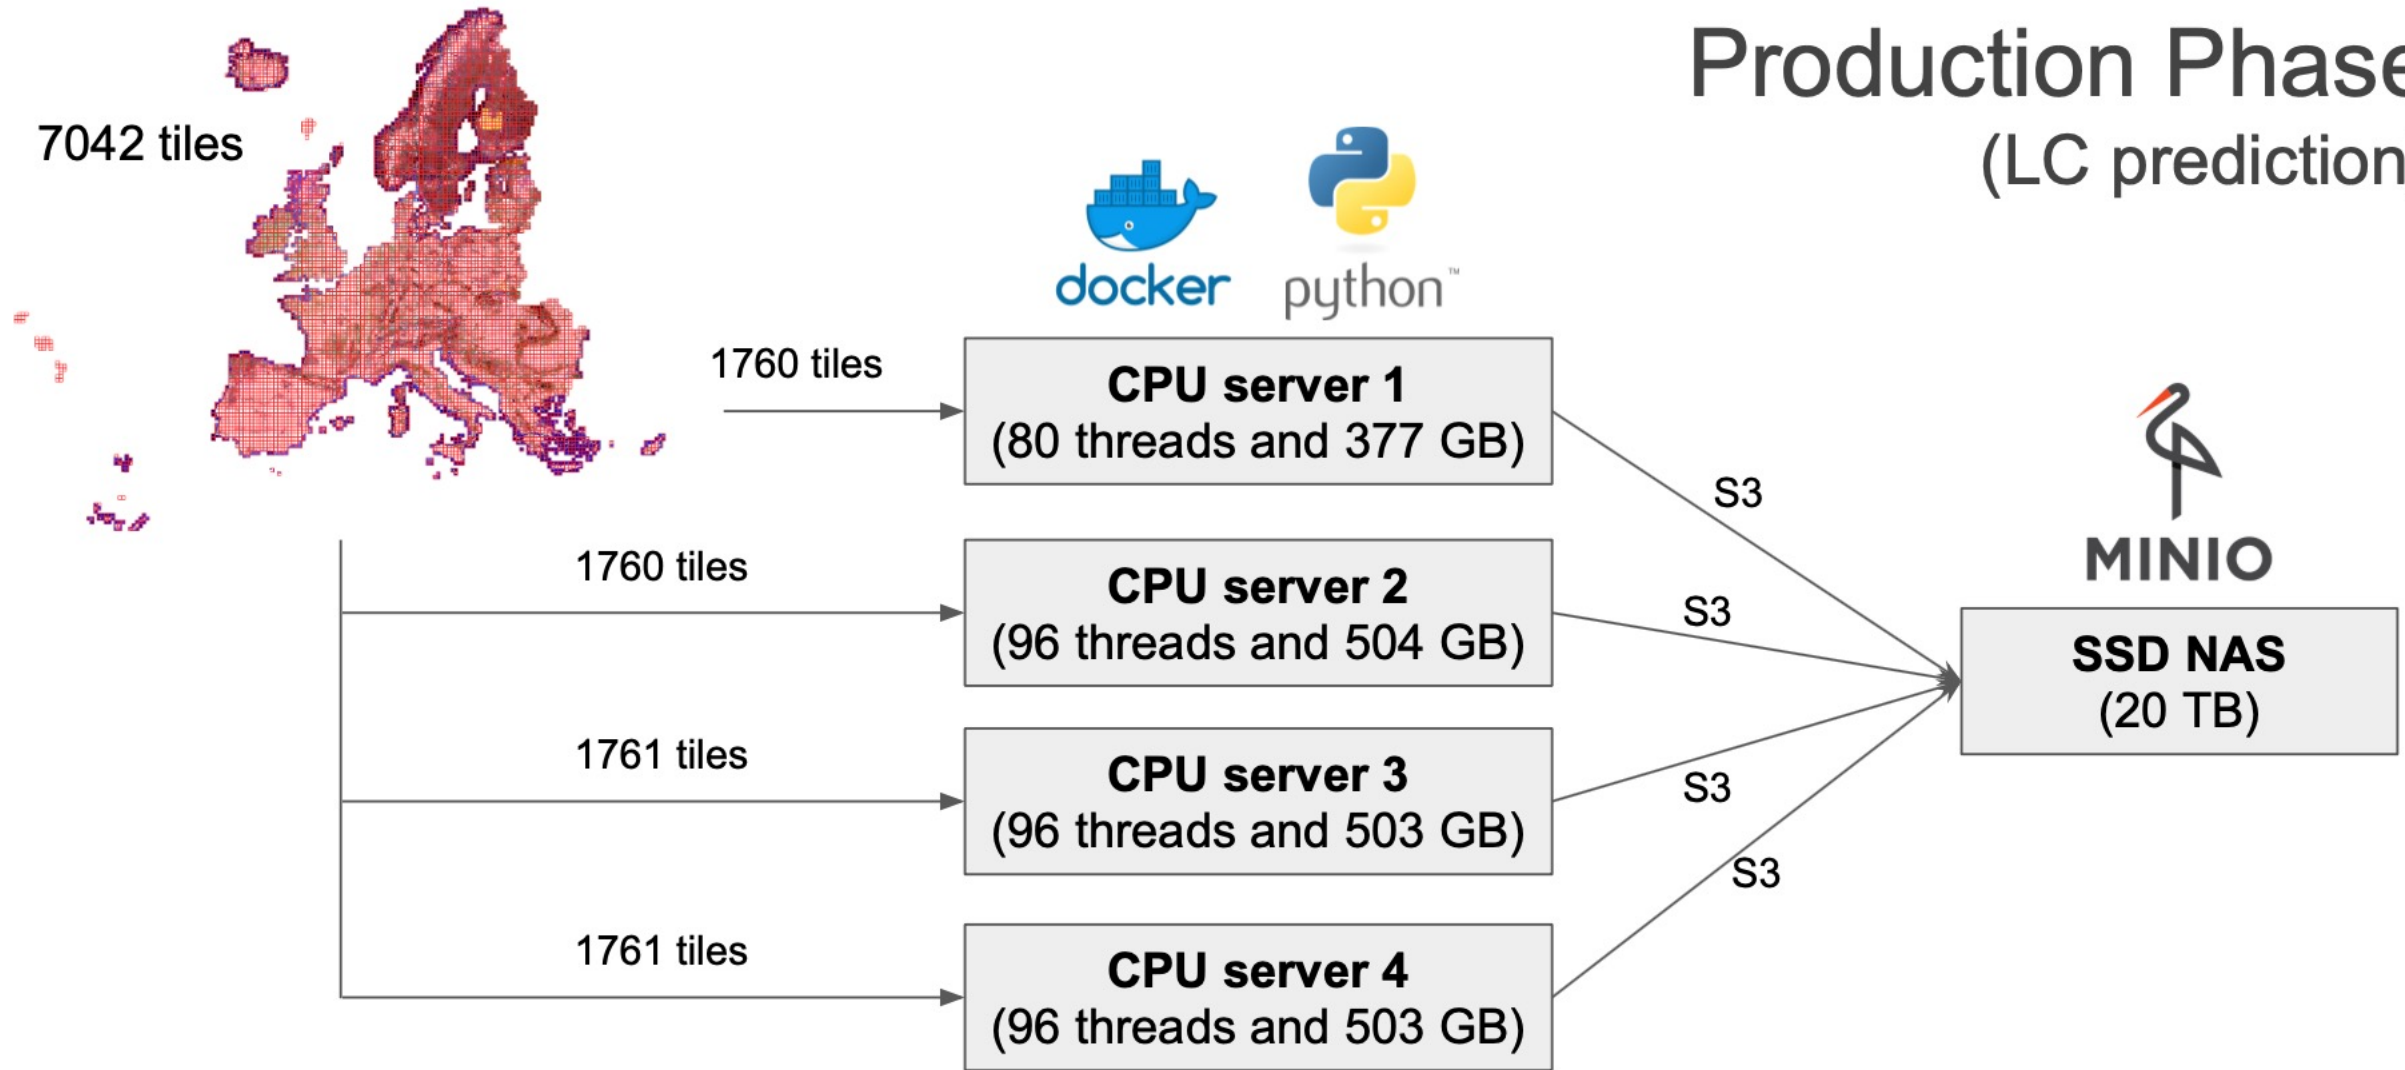 Production Phase
(LC prediction
7042 tiles
docker
python™
1760 tiles
CPU server 1
(80 threads and 377 GB)
S3
MINIO
1760 tiles
CPU server 2
(96 threads and 504 GB)
S3
SSD NAS
(20 TB)
1761 tiles
CPU server 3
(96 threads and 503 GB)
S3
S3
1761 tiles
CPU server 4
(96 threads and 503 GB)